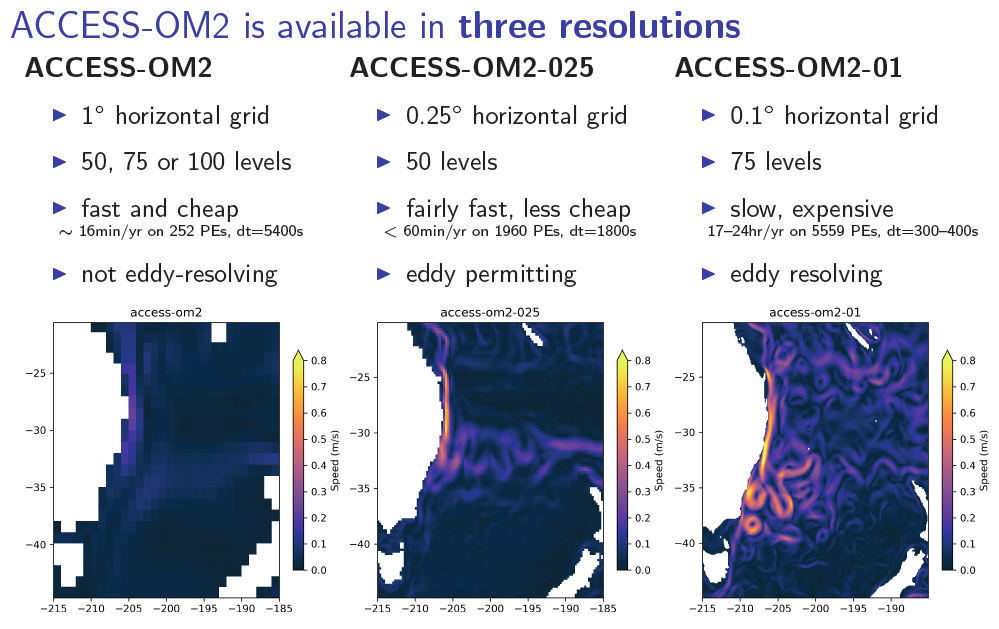 ACCESS-OM2 is available in three resolutions
ACCESS-OM2
► 1° horizontal grid
► 50, 75 or 100 levels
► fast and cheap
∼ 16min/yr on 252 PEs, dt=5400s
► not eddy-resolving
access-om2
−25
−30
−35
−40
−215 −210 −205 −200 −195 −190 −185
0.8
0.7
0.6
0.5
0.4
0.3
0.2
0.1
0.0
Speed (m/s)
ACCESS-OM2-025
► 0.25° horizontal grid
► 50 levels
► fairly fast, less cheap
< 60min/yr on 1960 PEs, dt=1800s
► eddy permitting
access-om2-025
−25
−30
−35
−40
−215 −210 −205 −200 −195 −190 −185
0.8
0.7
0.6
0.5
0.4
0.3
0.2
0.1
0.0
Speed (m/s)
ACCESS-OM2-01
► 0.1° horizontal grid
► 75 levels
► slow, expensive
17–24hr/yr on 5559 PEs, dt=300–400s
► eddy resolving
access-om2-01
−25
−30
−35
−40
−215 −210 −205 −200 −195 −190
0.8
0.7
0.6
0.5
0.4
0.3
0.2
0.1
0.0
Speed (m/s)